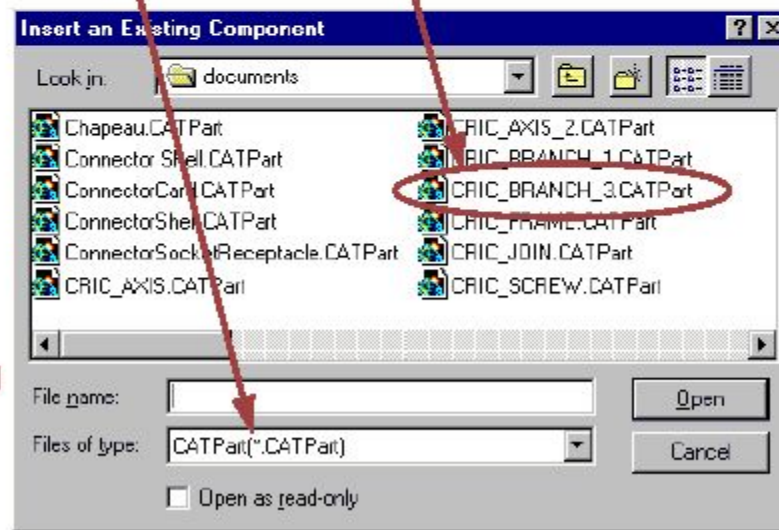 Insert an Existing Component
Look in: documents
Chapeau.CATPart
Connector Shell.CATPart
ConnectorCard.CATPart
ConnectorShell.CATPart
ConnectorSocketReceptacle.CATPart
CRIC_AXIS.CATPart
CRIC_AXIS_2.CATPart
CRIC_BRANCH_1.CATPart
CRIC_BRANCH_3.CATPart
CRIC_FRAME.CATPart
CRIC_JOIN.CATPart
CRIC_SCREW.CATPart
File name:
Open
Files of type: CATPart(*.CATPart)
Cancel
Open as read-only